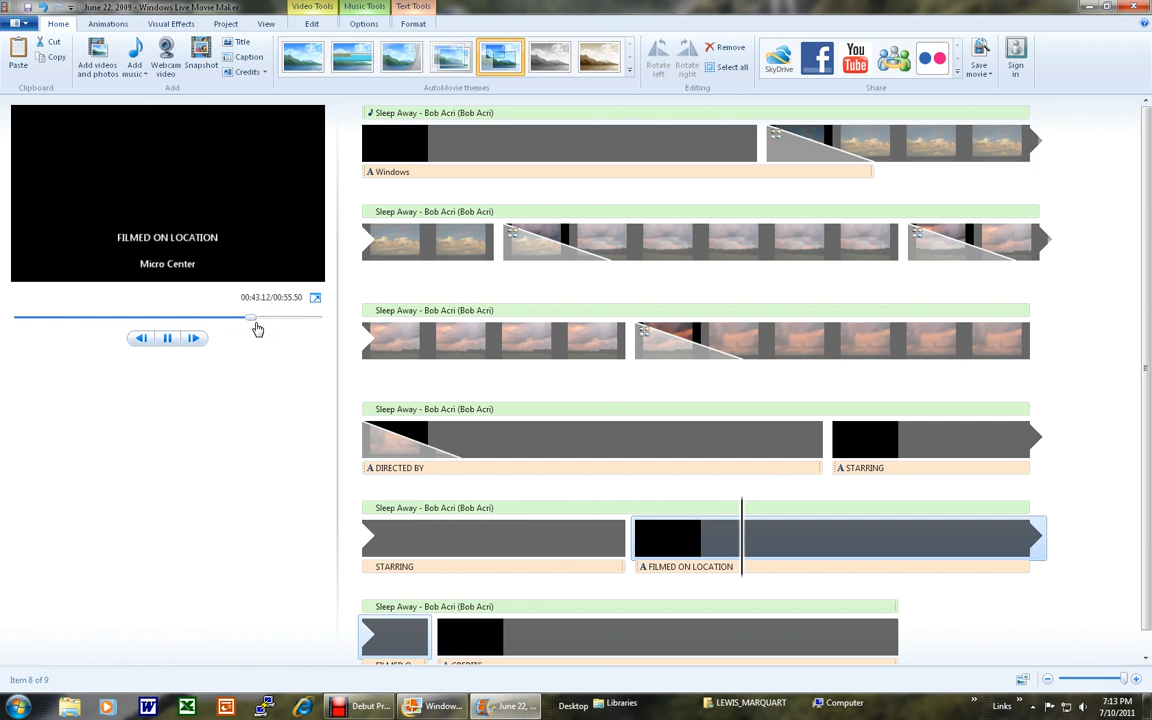 June 22, 2009 - Windows Live Movie Maker
Video Tools
Music Tools
Text Tools
Home
Animations
Visual Effects
Project
View
Edit
Options
Format
Paste
Cut
Copy
Clipboard
Add videos and photos
Add music
Webcam video
Snapshot
Title
Caption
Credits
Add
AutoMovie themes
Rotate left
Rotate right
Remove
Select all
Editing
SkyDrive
You Tube
Share
Save movie
Sign in
FILMED ON LOCATION
Micro Center
00:43.12/00:55.50
Sleep Away - Bob Acri (Bob Acri)
A Windows
Sleep Away - Bob Acri (Bob Acri)
Sleep Away - Bob Acri (Bob Acri)
Sleep Away - Bob Acri (Bob Acri)
A DIRECTED BY
A STARRING
Sleep Away - Bob Acri (Bob Acri)
STARRING
A FILMED ON LOCATION
Sleep Away - Bob Acri (Bob Acri)
Item 8 of 9
Debut Pr...
Window...
June 22, ...
Desktop
Libraries
LEWIS_MARQUART
Computer
Links
7:13 PM
7/10/2011